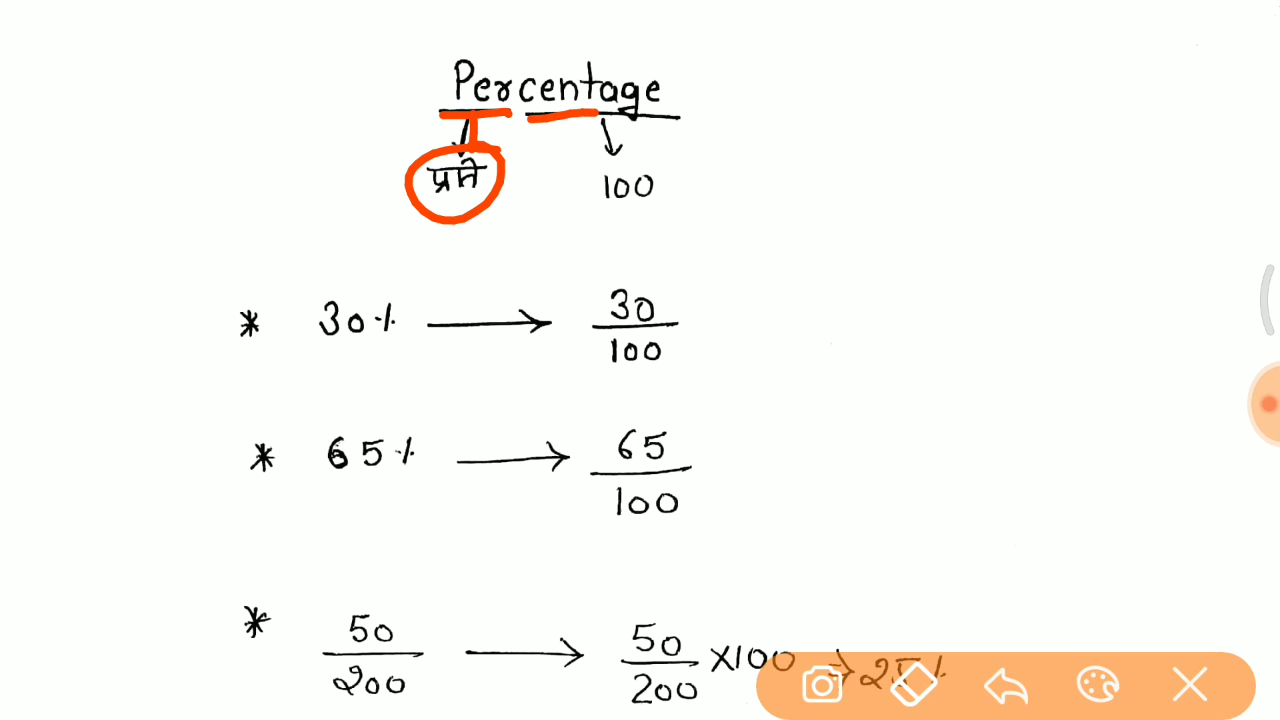 Percentage
प्रति 100
* 30% → 30/100
* 65% → 65/100
* 50/200 → 50/200 ×100 → 25%